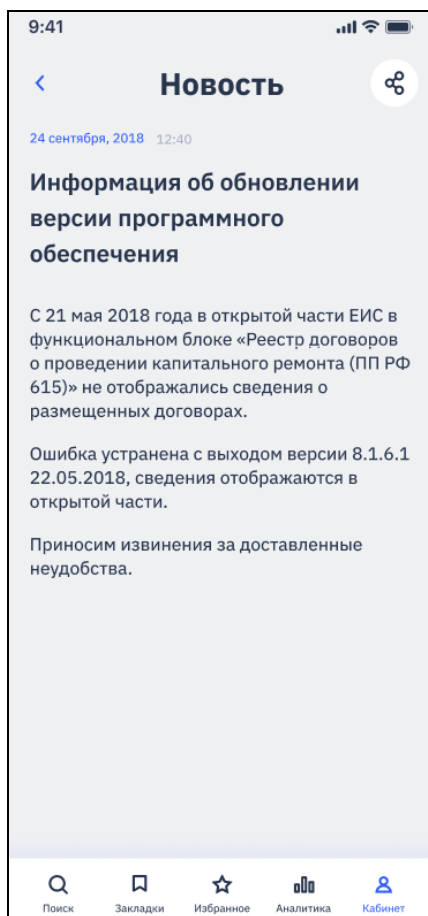 9:41
Новость
24 сентября, 2018 12:40
Информация об обновлении
версии программного
обеспечения
С 21 мая 2018 года в открытой части ЕИС в
функциональном блоке «Реестр договоров
о проведении капитального ремонта (ПП РФ
615)» не отображались сведения о
размещенных договорах.
Ошибка устранена с выходом версии 8.1.6.1
22.05.2018, сведения отображаются в
открытой части.
Приносим извинения за доставленные
неудобства.
Поиск Закладки Избранное Аналитика Кабинет